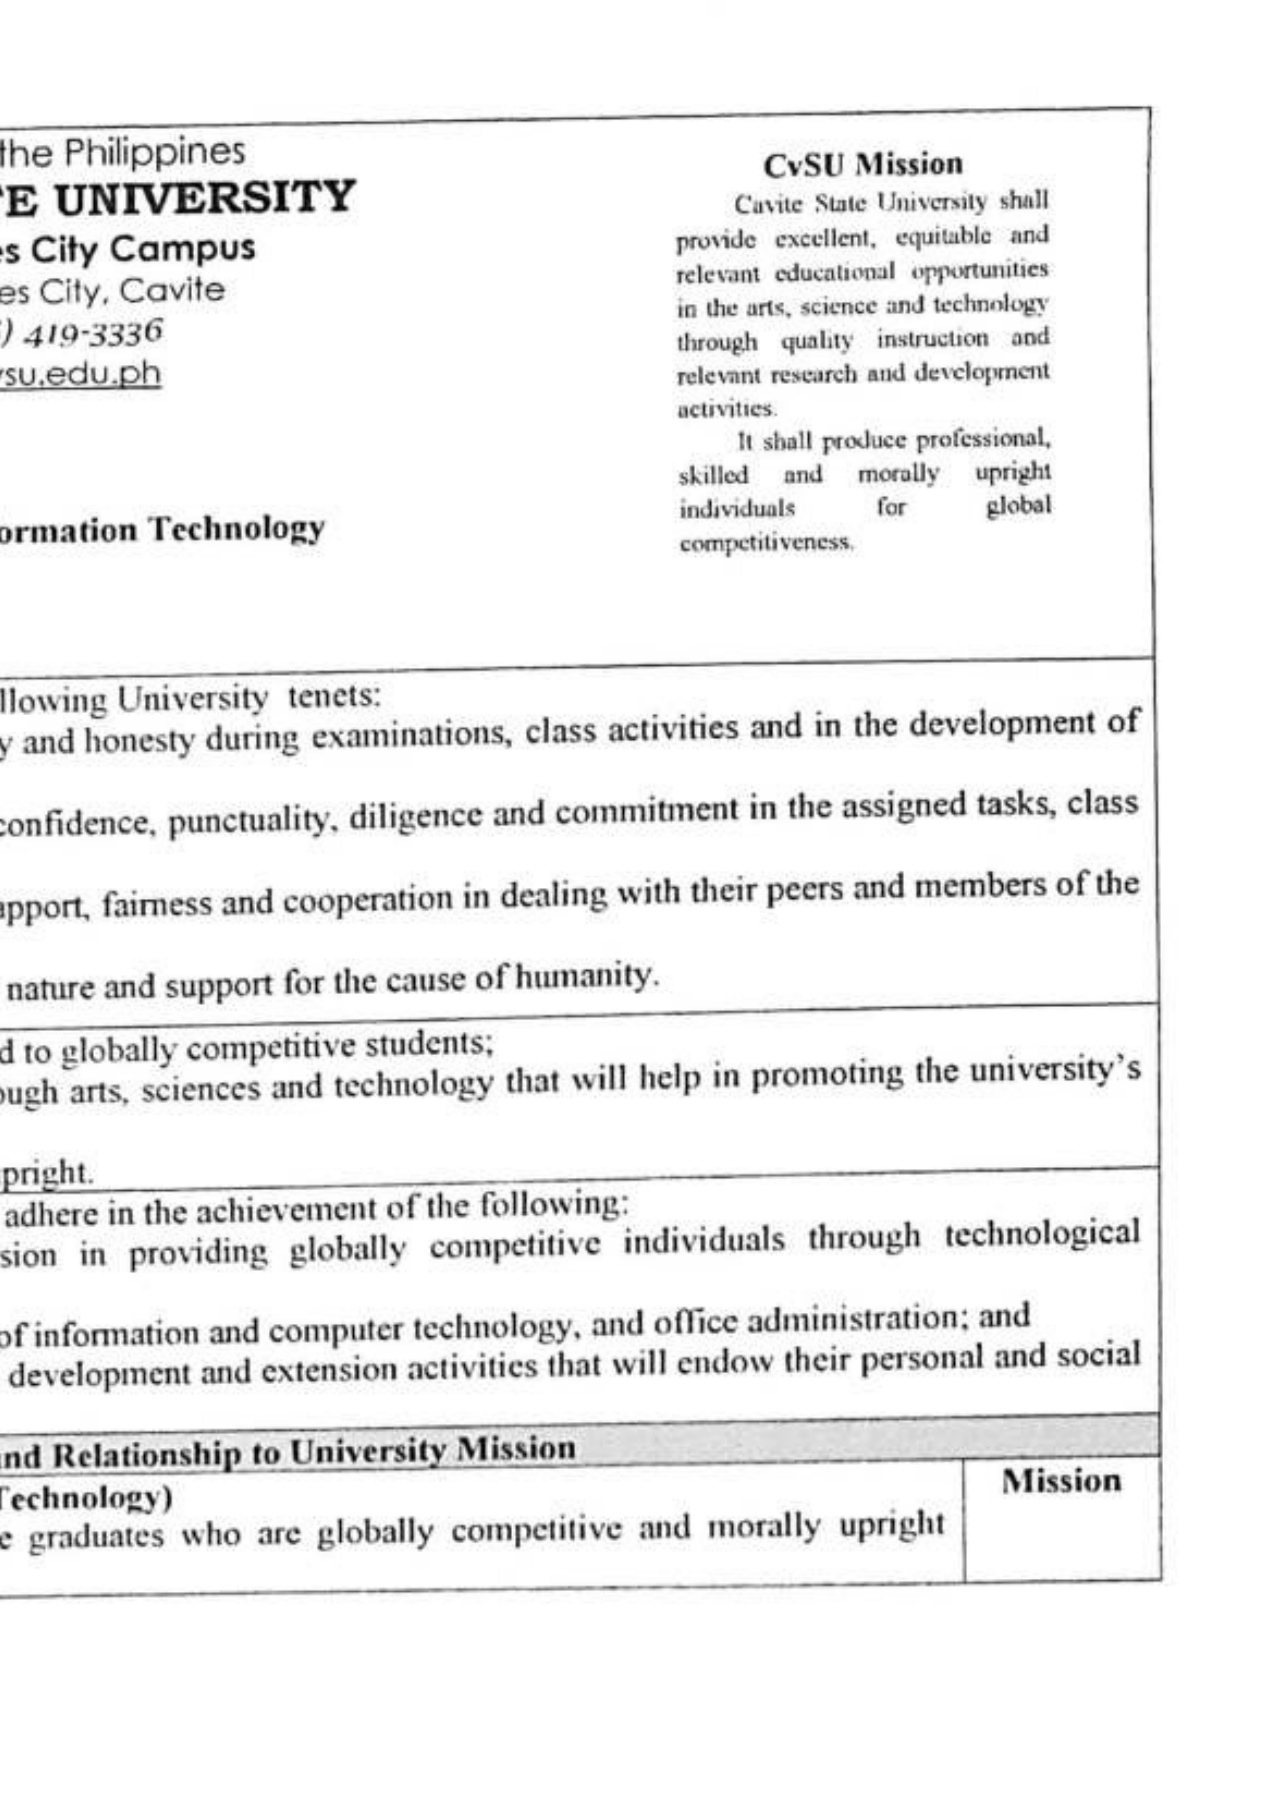 the Philippines
TE UNIVERSITY
es City Campus
es City, Cavite
) 419-3336
vsu.edu.ph
ormation Technology
CvSU Mission
Cavite State University shall
provide excellent, equitable and
relevant educational opportunities
in the arts, science and technology
through quality instruction and
relevant research and development
activities.
It shall produce professional,
skilled and morally upright
individuals for global
competitiveness.
llowing University tenets:
y and honesty during examinations, class activities and in the development of
confidence, punctuality, diligence and commitment in the assigned tasks, class
apport, fairness and cooperation in dealing with their peers and members of the
nature and support for the cause of humanity.
d to globally competitive students;
ough arts, sciences and technology that will help in promoting the university's
pright.
adhere in the achievement of the following:
sion in providing globally competitive individuals through technological
of information and computer technology, and office administration; and
development and extension activities that will endow their personal and social
nd Relationship to University Mission
Technology)
e graduates who are globally competitive and morally upright
Mission